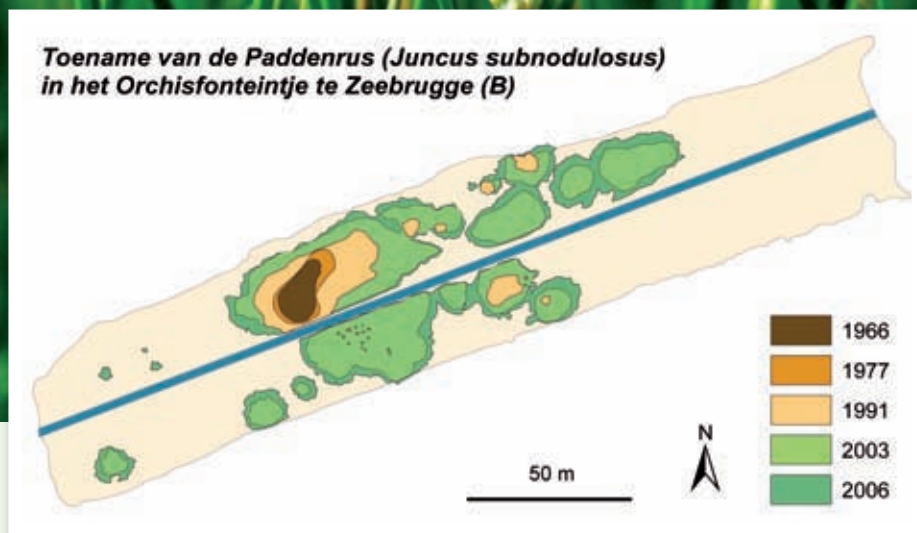 Toename van de Paddenrus (Juncus subnodulosus)
in het Orchisfonteintje te Zeebrugge (B)
1966
1977
1991
2003
2006
N
50 m